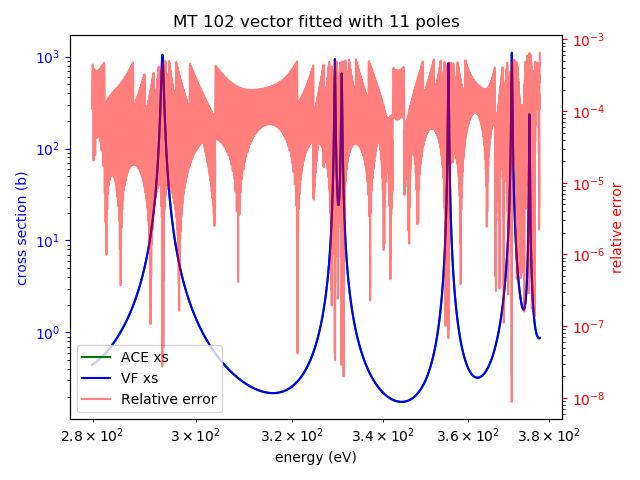 MT 102 vector fitted with 11 poles
cross section (b)
10³
10²
10¹
10⁰
10⁻³
10⁻⁴
10⁻⁵
10⁻⁶
10⁻⁷
10⁻⁸
relative error
ACE xs
VF xs
Relative error
2.8 × 10² 3 × 10² 3.2 × 10² 3.4 × 10² 3.6 × 10² 3.8 × 10²
energy (eV)